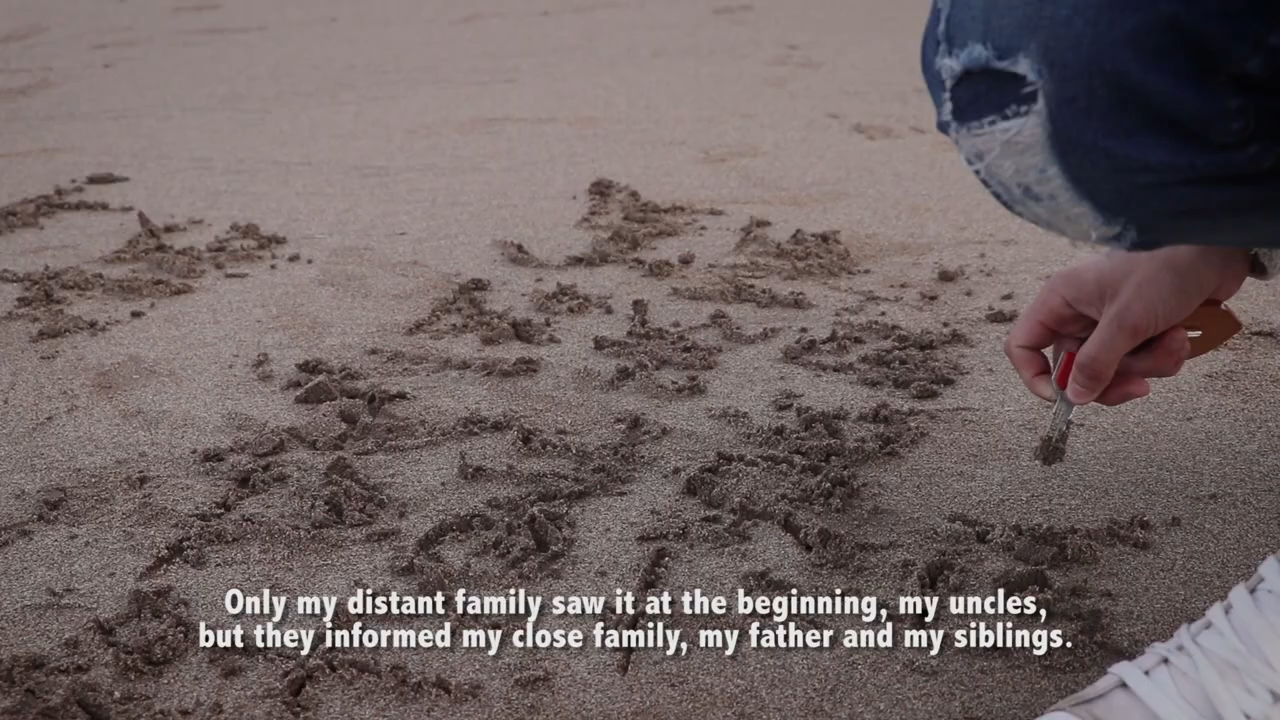 Only my distant family saw it at the beginning, my uncles,
but they informed my close family, my father and my siblings.